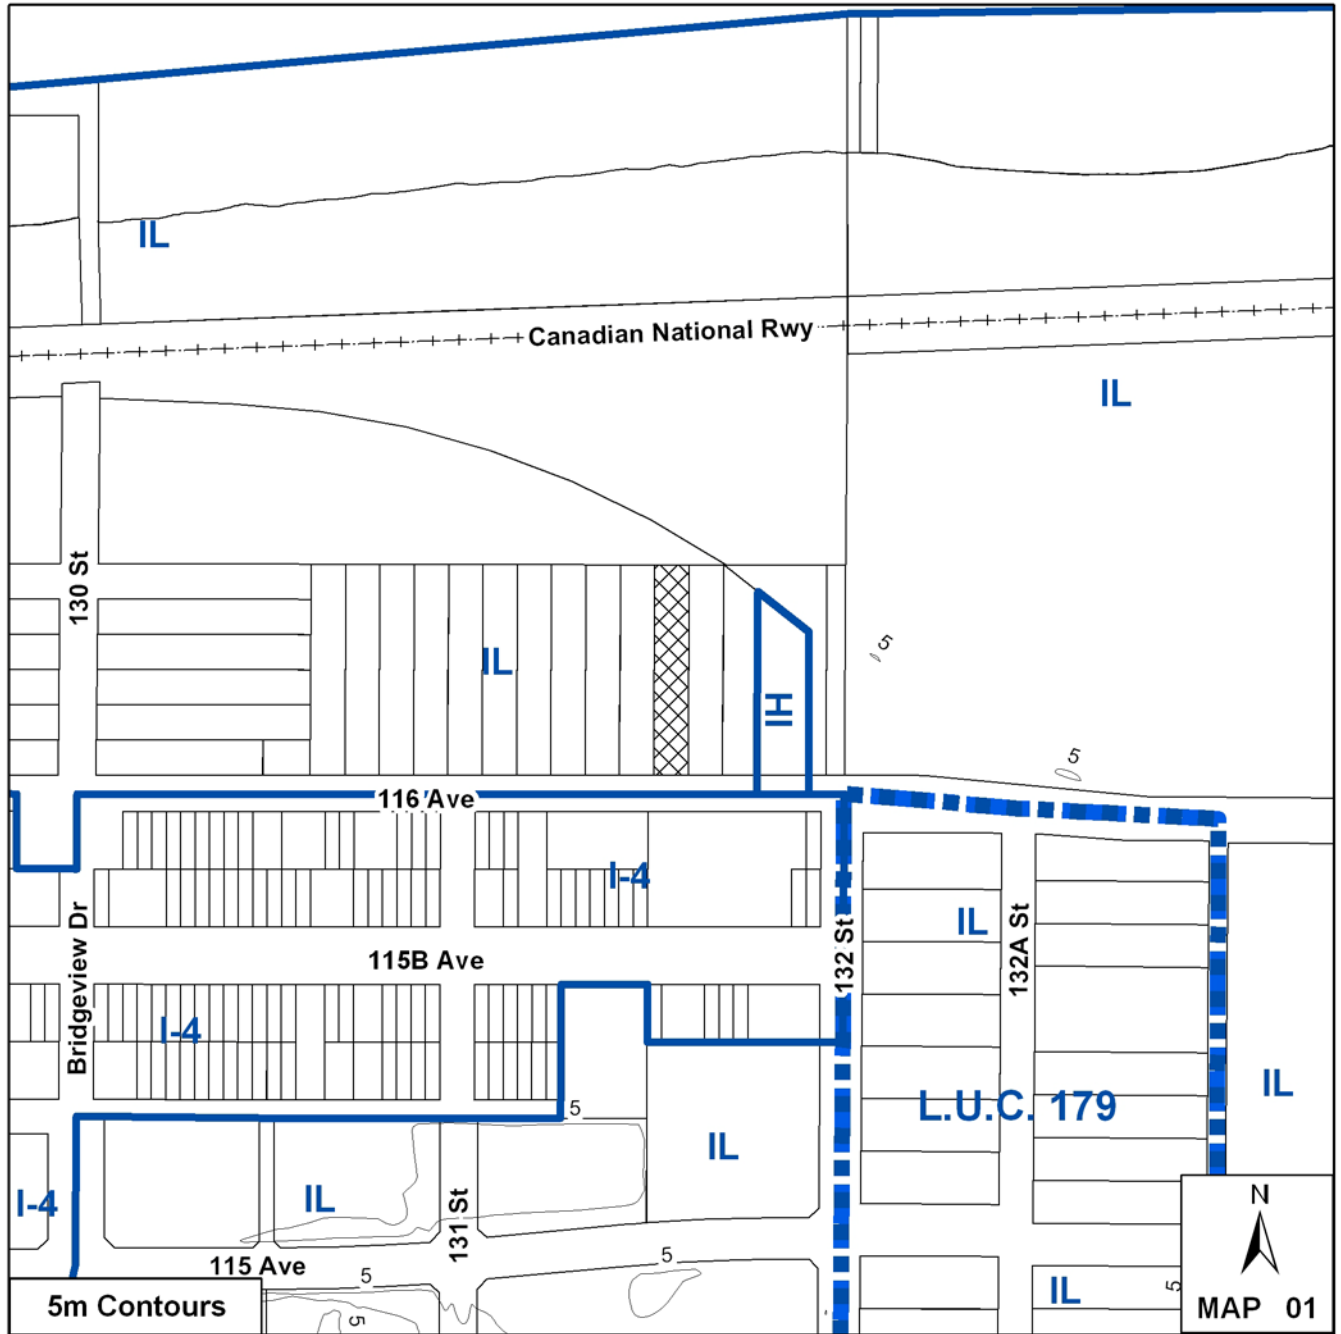 IL
Canadian National Rwy
IL
130 St
IL
5
IH
5
116 Ave
I-4
Bridgeview Dr
115B Ave
132 St
IL
132A St
I-4
IL
L.U.C. 179
5
IL
I-4
IL
131 St
N
115 Ave
5
5
IL
5
5m Contours
5
MAP 01